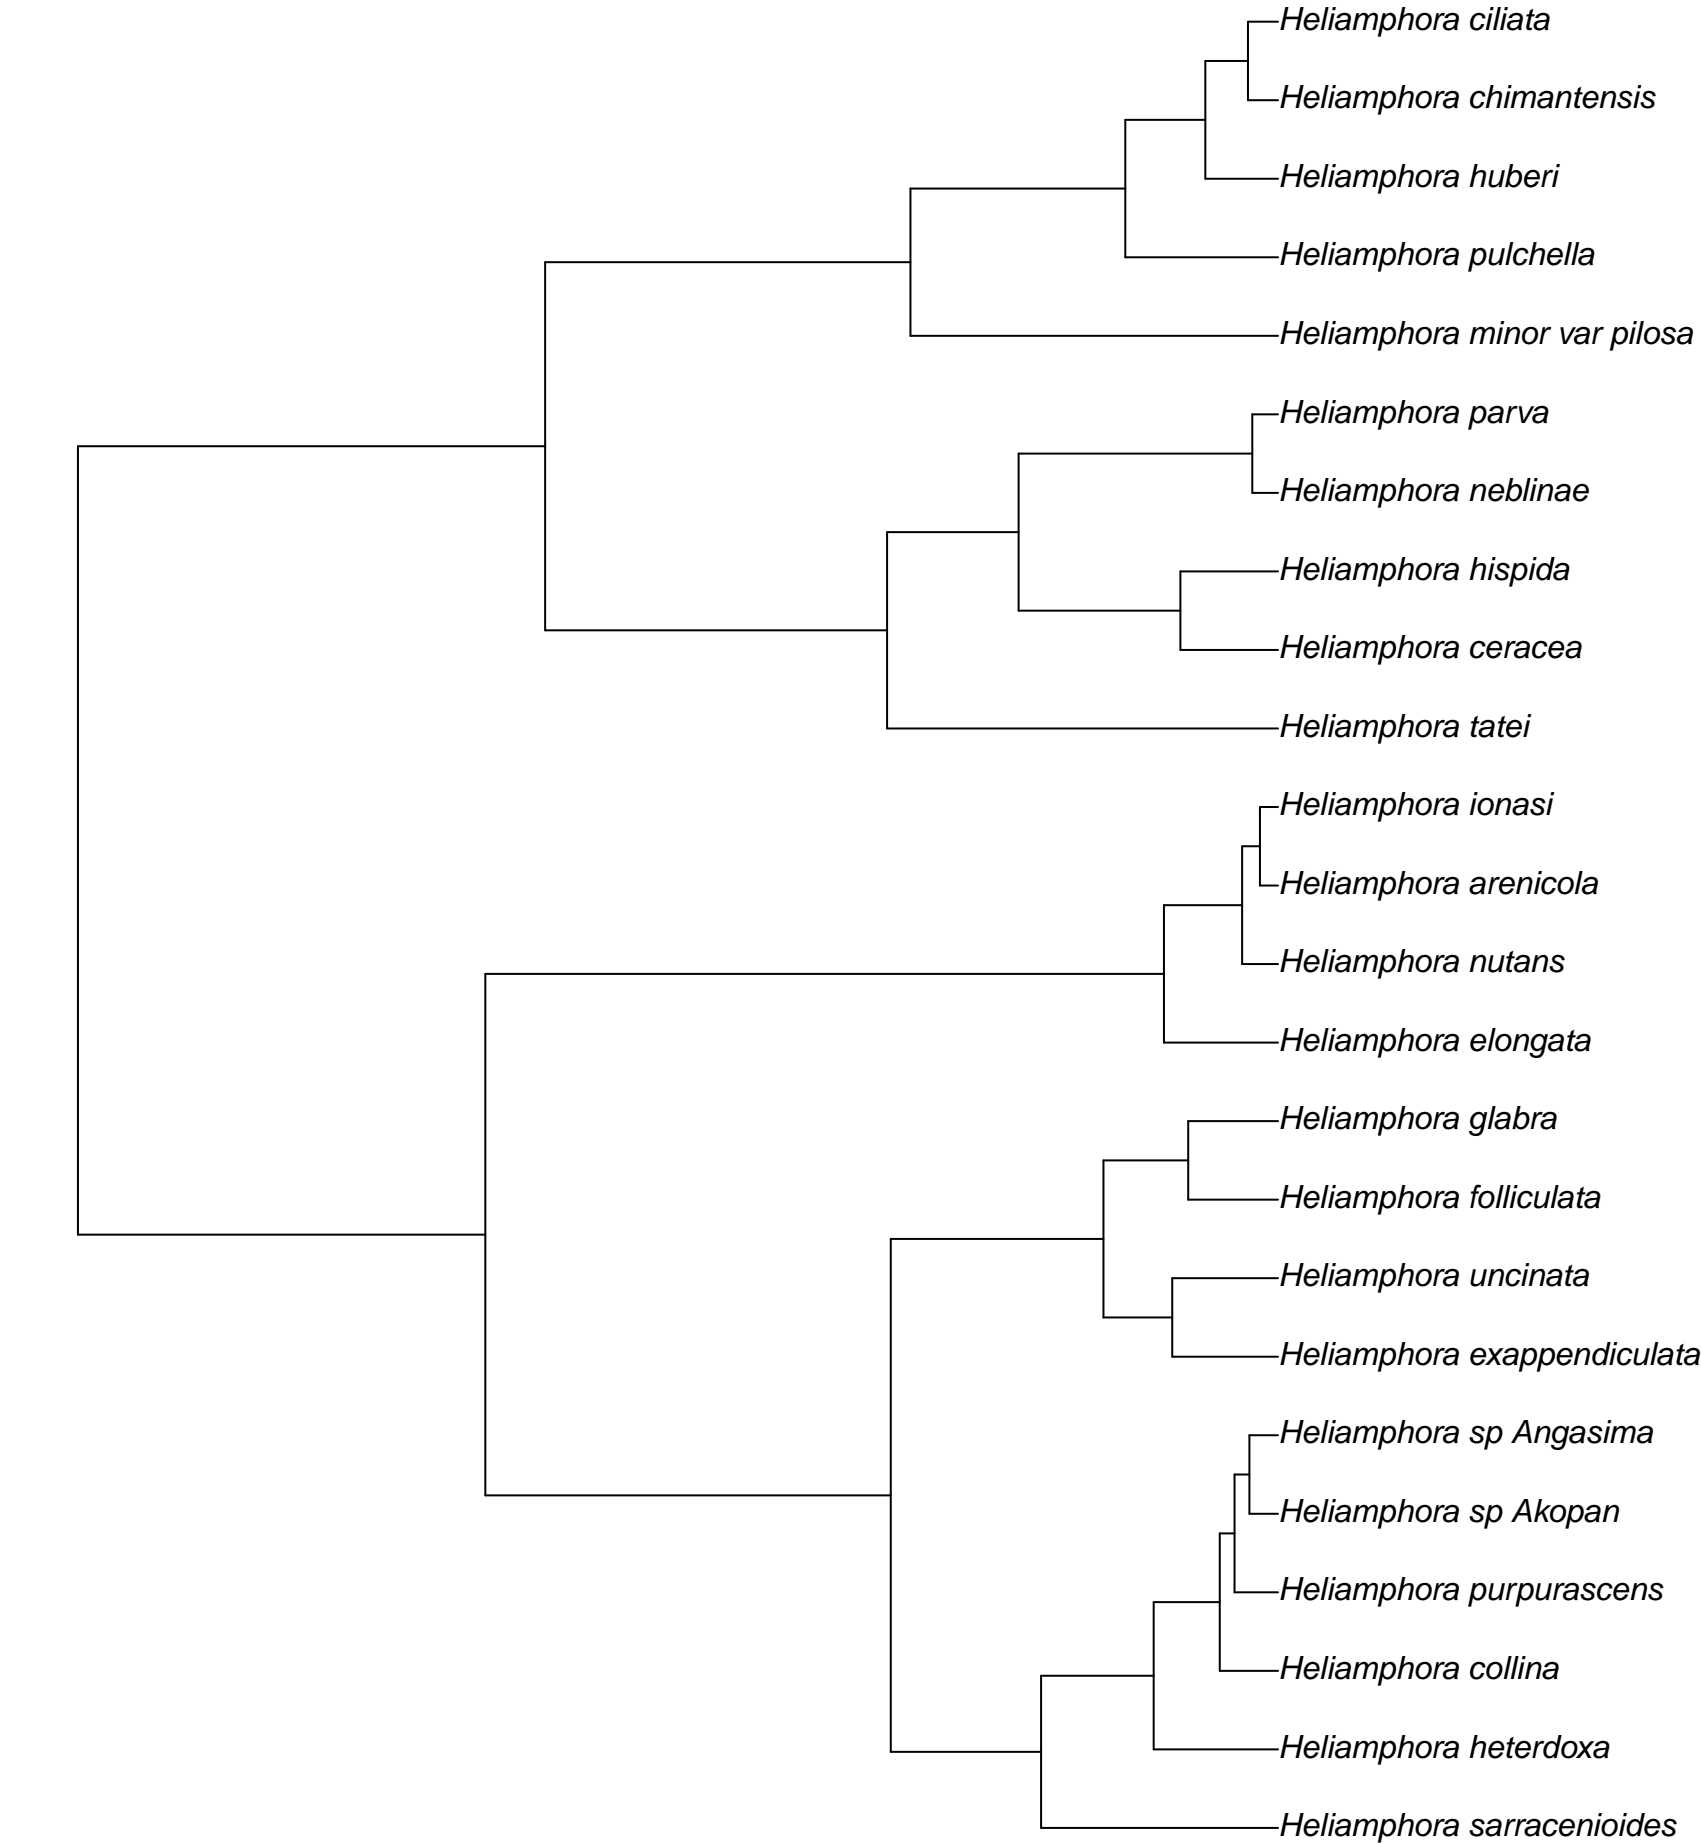 Heliamphora ciliata
Heliamphora chimantensis
Heliamphora huberi
Heliamphora pulchella
Heliamphora minor var pilosa
Heliamphora parva
Heliamphora neblinae
Heliamphora hispida
Heliamphora ceracea
Heliamphora tatei
Heliamphora ionasi
Heliamphora arenicola
Heliamphora nutans
Heliamphora elongata
Heliamphora glabra
Heliamphora folliculata
Heliamphora uncinata
Heliamphora exappendiculata
Heliamphora sp Angasima
Heliamphora sp Akopan
Heliamphora purpurascens
Heliamphora collina
Heliamphora heterdoxa
Heliamphora sarracenioides